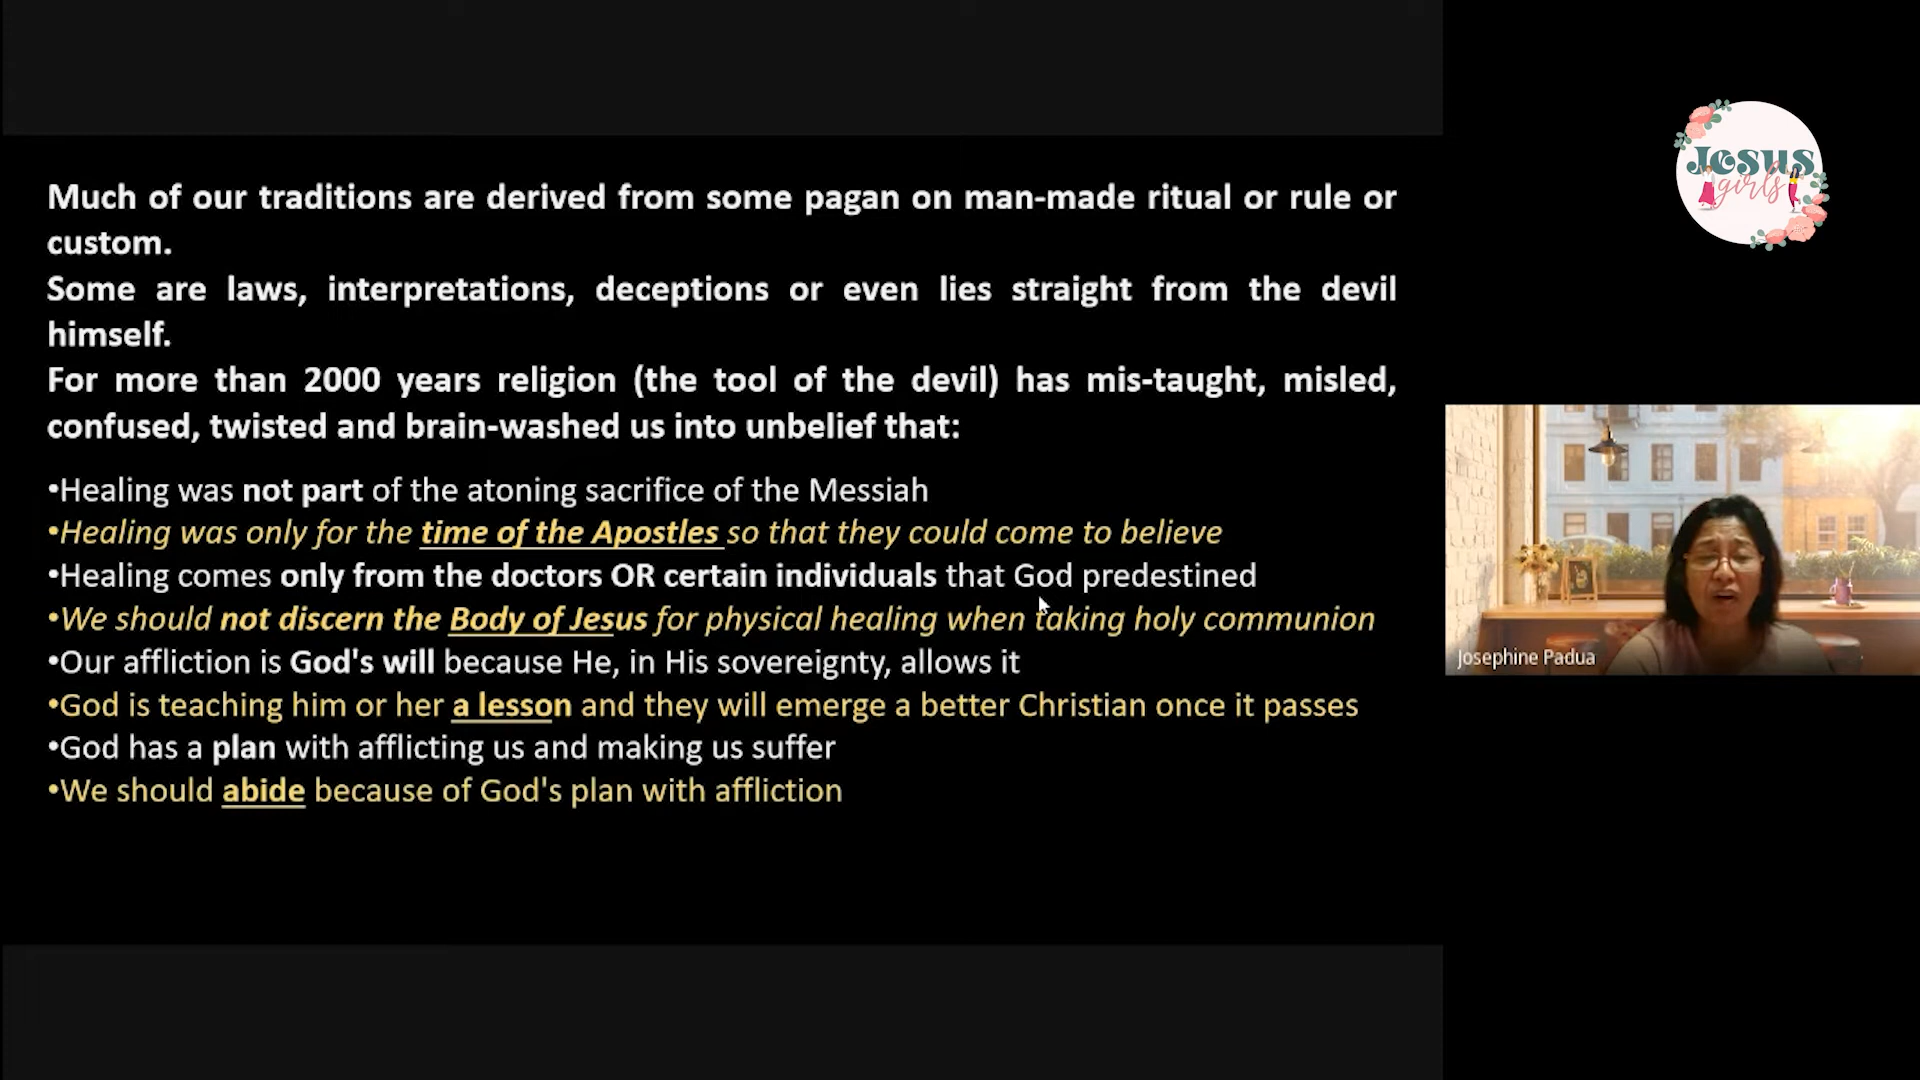 Much of our traditions are derived from some pagan on man-made ritual or rule or
custom.
Some are laws, interpretations, deceptions or even lies straight from the devil
himself.
For more than 2000 years religion (the tool of the devil) has mis-taught, misled,
confused, twisted and brain-washed us into unbelief that:
•Healing was not part of the atoning sacrifice of the Messiah
•Healing was only for the time of the Apostles so that they could come to believe
•Healing comes only from the doctors OR certain individuals that God predestined
•We should not discern the Body of Jesus for physical healing when taking holy communion
•Our affliction is God's will because He, in His sovereignty, allows it
•God is teaching him or her a lesson and they will emerge a better Christian once it passes
•God has a plan with afflicting us and making us suffer
•We should abide because of God's plan with affliction
Jesus
girls
Josephine Padua